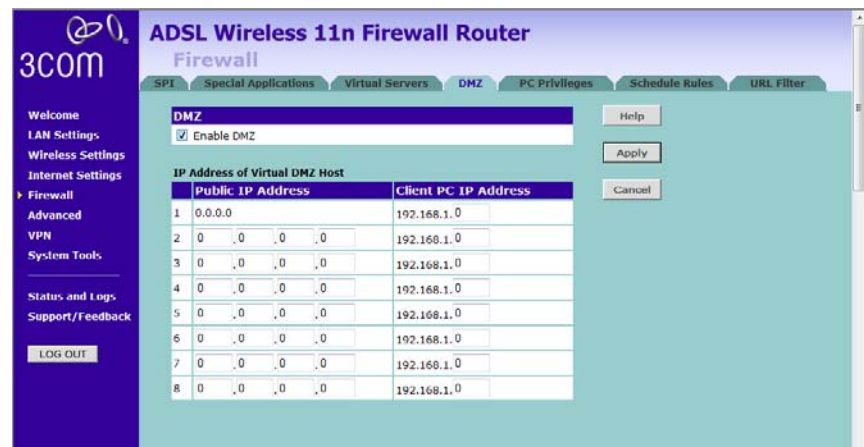 3COM
ADSL Wireless 11n Firewall Router
Firewall
SPI Special Applications Virtual Servers DMZ PC Privileges Schedule Rules URL Filter
Welcome
LAN Settings
Wireless Settings
Internet Settings
Firewall
Advanced
VPN
System Tools
Status and Logs
Support/Feedback
LOG OUT
DMZ
Enable DMZ
IP Address of Virtual DMZ Host
Public IP Address Client PC IP Address
1 0.0.0.0 192.168.1. 0
2 0 .0 .0 .0 192.168.1. 0
3 0 .0 .0 .0 192.168.1. 0
4 0 .0 .0 .0 192.168.1. 0
5 0 .0 .0 .0 192.168.1. 0
6 0 .0 .0 .0 192.168.1. 0
7 0 .0 .0 .0 192.168.1. 0
8 0 .0 .0 .0 192.168.1. 0
Help
Apply
Cancel